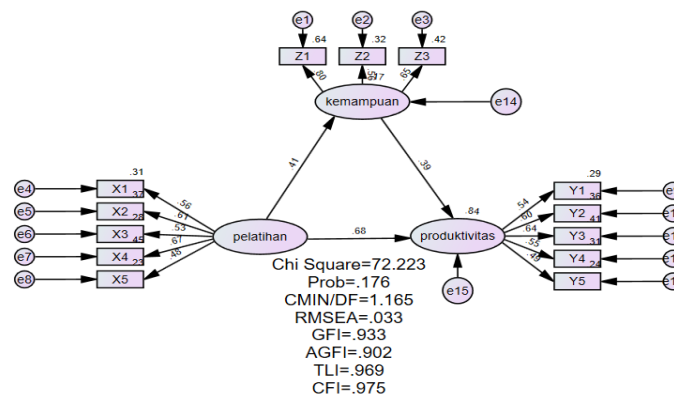 e1 e2 e3
.64 .32 .42
Z1 Z2 Z3
.80 .17 .65
kemampuan
e14
.41 .39
.31
e4 X1 .37 .56
e5 X2 .28 .61
e6 X3 .45 .53
e7 X4 .23 .67
e8 X5 .48
pelatihan
.68
.84
produktivitas
e15
.29
.54 Y1 .36
.60 Y2 .41
.64 Y3 .31
.55 Y4 .24
.49 Y5
Chi Square=72.223
Prob=.176
CMIN/DF=1.165
RMSEA=.033
GFI=.933
AGFI=.902
TLI=.969
CFI=.975